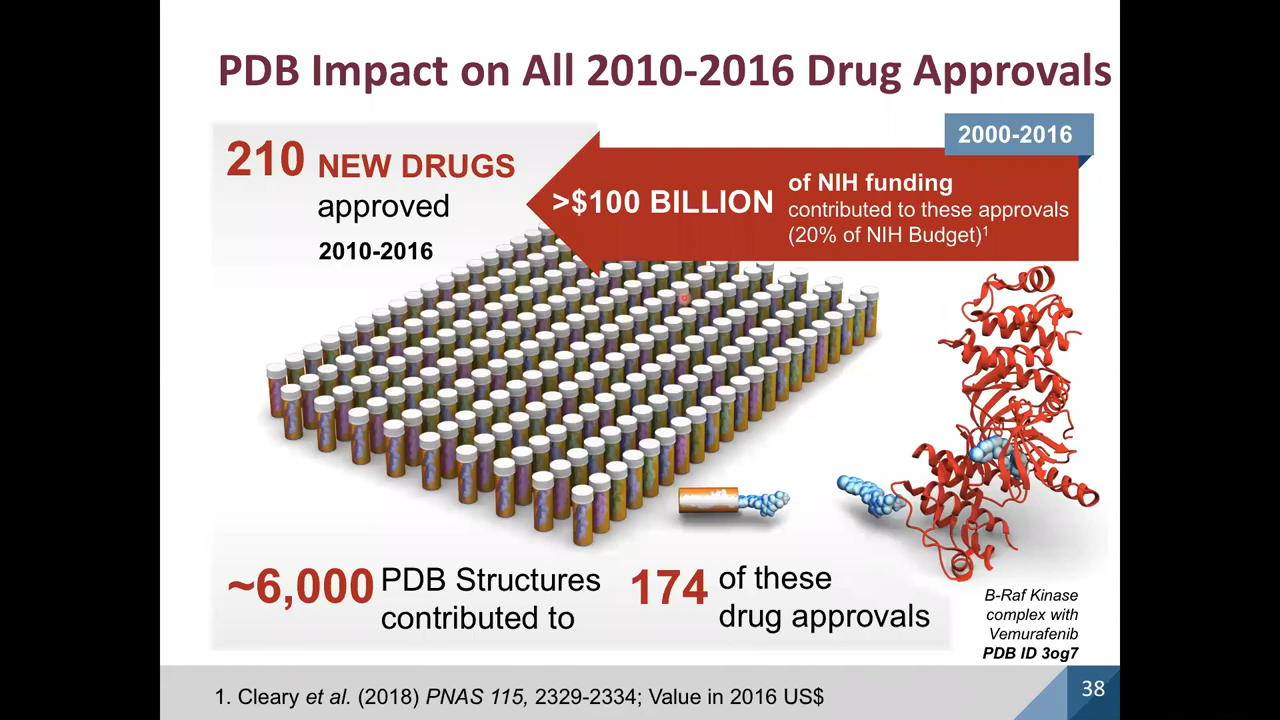 PDB Impact on All 2010-2016 Drug Approvals
2000-2016
210 NEW DRUGS
approved
2010-2016
>$100 BILLION
of NIH funding
contributed to these approvals
(20% of NIH Budget)¹
~6,000 PDB Structures
contributed to
174 of these
drug approvals
B-Raf Kinase
complex with
Vemurafenib
PDB ID 3og7
1. Cleary et al. (2018) PNAS 115, 2329-2334; Value in 2016 US$
38